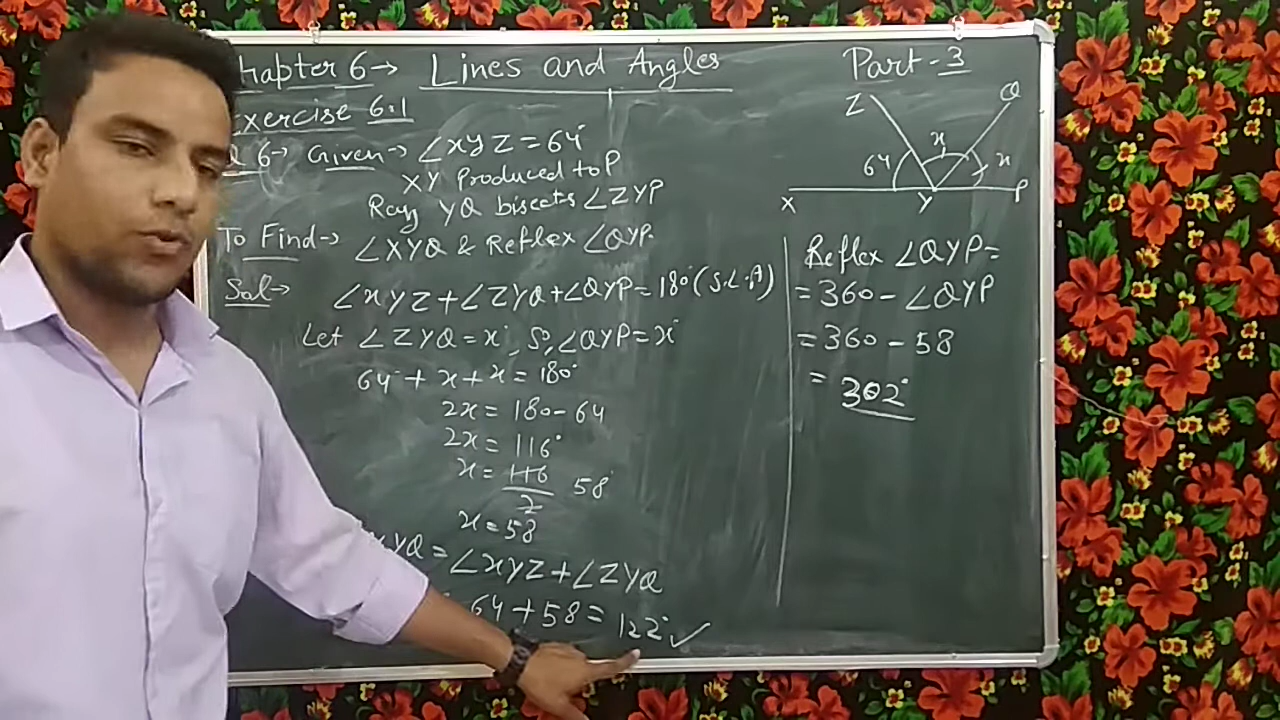 hapter 6→ Lines and Angles
Part-3
xercise 6.1
Q 6→ Given→ ∠XYZ = 64°
XY Produced to P
Ray YQ bisects ∠ZYP
To Find→ ∠XYQ & Reflex ∠QYP.
Sol→ ∠XYZ + ∠ZYQ + ∠QYP = 180° (S.L.A)
Let ∠ZYQ = x°, So, ∠QYP = x°
64° + x + x = 180°
2x = 180 - 64
2x = 116°
x = 116/2 58
x = 58
YQ = ∠XYZ + ∠ZYQ
64 + 58 = 122° ✓
Z Q
64 x x
X Y P
Reflex ∠QYP =
= 360 - ∠QYP
= 360 - 58
= 302°